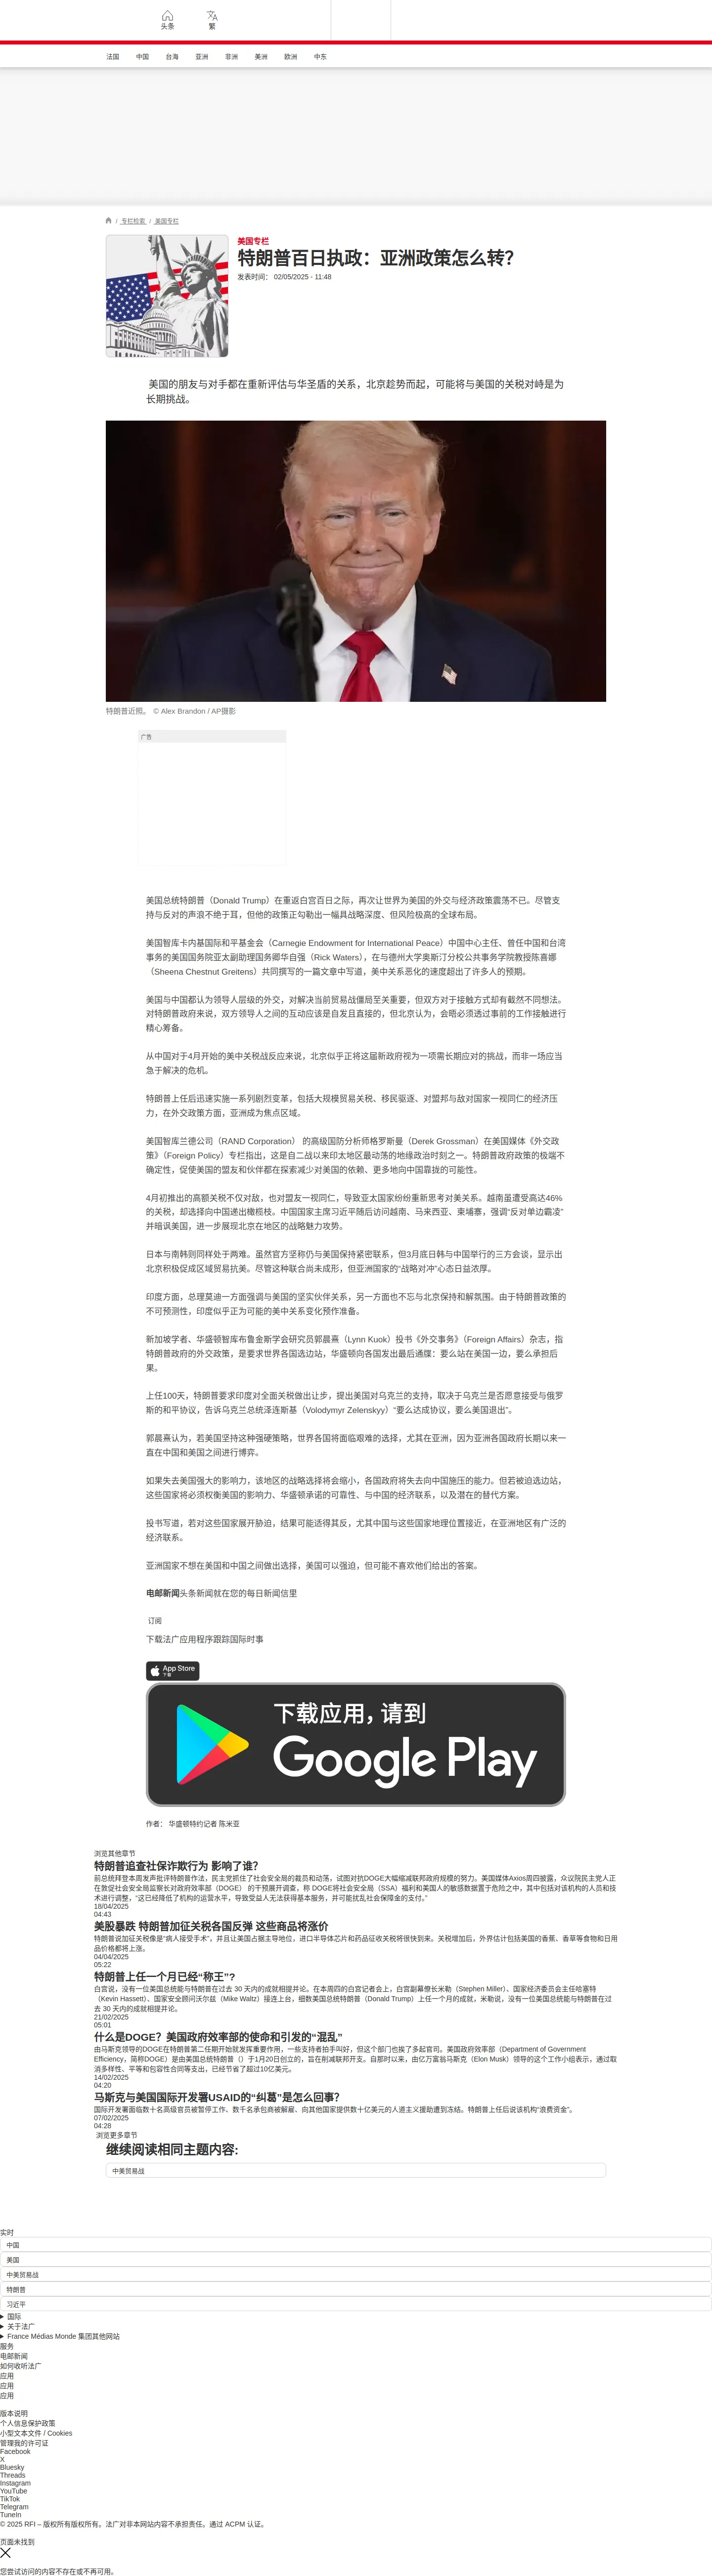 头条
繁
法国
中国
台海
亚洲
非洲
美洲
欧洲
中东
/ 专栏检索 / 美国专栏
美国专栏
特朗普百日执政：亚洲政策怎么转？
发表时间： 02/05/2025 - 11:48
美国的朋友与对手都在重新评估与华圣盾的关系，北京趁势而起，可能将与美国的关税对峙是为
长期挑战。
特朗普近照。 © Alex Brandon / AP摄影
广告
美国总统特朗普（Donald Trump）在重返白宫百日之际，再次让世界为美国的外交与经济政策震荡不已。尽管支
持与反对的声浪不绝于耳，但他的政策正勾勒出一幅具战略深度、但风险极高的全球布局。
美国智库卡内基国际和平基金会（Carnegie Endowment for International Peace）中国中心主任、曾任中国和台湾
事务的美国国务院亚太副助理国务卿华自强（Rick Waters），在与德州大学奥斯汀分校公共事务学院教授陈喜娜
（Sheena Chestnut Greitens）共同撰写的一篇文章中写道，美中关系恶化的速度超出了许多人的预期。
美国与中国都认为领导人层级的外交，对解决当前贸易战僵局至关重要，但双方对于接触方式却有截然不同想法。
对特朗普政府来说，双方领导人之间的互动应该是自发且直接的，但北京认为，会晤必须透过事前的工作接触进行
精心筹备。
从中国对于4月开始的美中关税战反应来说，北京似乎正将这届新政府视为一项需长期应对的挑战，而非一场应当
急于解决的危机。
特朗普上任后迅速实施一系列剧烈变革，包括大规模贸易关税、移民驱逐、对盟邦与敌对国家一视同仁的经济压
力，在外交政策方面，亚洲成为焦点区域。
美国智库兰德公司（RAND Corporation） 的高级国防分析师格罗斯曼（Derek Grossman）在美国媒体《外交政
策》（Foreign Policy）专栏指出，这是自二战以来印太地区最动荡的地缘政治时刻之一。特朗普政府政策的极端不
确定性，促使美国的盟友和伙伴都在探索减少对美国的依赖、更多地向中国靠拢的可能性。
4月初推出的高额关税不仅对敌，也对盟友一视同仁，导致亚太国家纷纷重新思考对美关系。越南虽遭受高达46%
的关税，却选择向中国递出橄榄枝。中国国家主席习近平随后访问越南、马来西亚、柬埔寨，强调“反对单边霸凌”
并暗讽美国，进一步展现北京在地区的战略魅力攻势。
日本与南韩则同样处于两难。虽然官方坚称仍与美国保持紧密联系，但3月底日韩与中国举行的三方会谈，显示出
北京积极促成区域贸易抗美。尽管这种联合尚未成形，但亚洲国家的“战略对冲”心态日益浓厚。
印度方面，总理莫迪一方面强调与美国的坚实伙伴关系，另一方面也不忘与北京保持和解氛围。由于特朗普政策的
不可预测性，印度似乎正为可能的美中关系变化预作准备。
新加坡学者、华盛顿智库布鲁金斯学会研究员郭晨熹（Lynn Kuok）投书《外交事务》（Foreign Affairs）杂志，指
特朗普政府的外交政策，是要求世界各国选边站，华盛顿向各国发出最后通牒：要么站在美国一边，要么承担后
果。
上任100天，特朗普要求印度对全面关税做出让步，提出美国对乌克兰的支持，取决于乌克兰是否愿意接受与俄罗
斯的和平协议，告诉乌克兰总统泽连斯基（Volodymyr Zelenskyy）“要么达成协议，要么美国退出”。
郭晨熹认为，若美国坚持这种强硬策略，世界各国将面临艰难的选择，尤其在亚洲，因为亚洲各国政府长期以来一
直在中国和美国之间进行博弈。
如果失去美国强大的影响力，该地区的战略选择将会缩小，各国政府将失去向中国施压的能力。但若被迫选边站，
这些国家将必须权衡美国的影响力、华盛顿承诺的可靠性、与中国的经济联系，以及潜在的替代方案。
投书写道，若对这些国家展开胁迫，结果可能适得其反，尤其中国与这些国家地理位置接近，在亚洲地区有广泛的
经济联系。
亚洲国家不想在美国和中国之间做出选择，美国可以强迫，但可能不喜欢他们给出的答案。
电邮新闻头条新闻就在您的每日新闻信里
订阅
下载法广应用程序跟踪国际时事
App Store
下载
下载应用，请到
Google Play
作者： 华盛顿特约记者 陈米亚
浏览其他章节
特朗普追查社保诈欺行为 影响了谁？
前总统拜登本周发声批评特朗普作法，民主党抓住了社会安全局的裁员和动荡，试图对抗DOGE大幅缩减联邦政府规模的努力。美国媒体Axios周四披露，众议院民主党人正
在敦促社会安全局监察长对政府效率部（DOGE） 的干预展开调查，称 DOGE将社会安全局（SSA）福利和美国人的敏感数据置于危险之中，其中包括对该机构的人员和技
术进行调整，“这已经降低了机构的运营水平，导致受益人无法获得基本服务，并可能扰乱社会保障金的支付。”
18/04/2025
04:43
美股暴跌 特朗普加征关税各国反弹 这些商品将涨价
特朗普说加征关税像是“病人接受手术”，并且让美国占据主导地位，进口半导体芯片和药品征收关税将很快到来。关税增加后，外界估计包括美国的香蕉、香草等食物和日用
品价格都将上涨。
04/04/2025
05:22
特朗普上任一个月已经“称王”？
白宫说，没有一位美国总统能与特朗普在过去 30 天内的成就相提并论。在本周四的白宫记者会上，白宫副幕僚长米勒（Stephen Miller）、国家经济委员会主任哈塞特
（Kevin Hassett）、国家安全顾问沃尔兹（Mike Waltz）接连上台，细数美国总统特朗普（Donald Trump）上任一个月的成就，米勒说，没有一位美国总统能与特朗普在过
去 30 天内的成就相提并论。
21/02/2025
05:01
什么是DOGE？美国政府效率部的使命和引发的“混乱”
由马斯克领导的DOGE在特朗普第二任期开始就发挥重要作用，一些支持者拍手叫好，但这个部门也挨了多起官司。美国政府效率部（Department of Government
Efficiency，简称DOGE）是由美国总统特朗普（）于1月20日创立的，旨在削减联邦开支。自那时以来，由亿万富翁马斯克（Elon Musk）领导的这个工作小组表示，通过取
消多样性、平等和包容性合同等支出，已经节省了超过10亿美元。
14/02/2025
04:20
马斯克与美国国际开发署USAID的“纠葛”是怎么回事？
国际开发署面临数十名高级官员被暂停工作、数千名承包商被解雇、向其他国家提供数十亿美元的人道主义援助遭到冻结。特朗普上任后说该机构“浪费资金”。
07/02/2025
04:28
浏览更多章节
继续阅读相同主题内容:
中美贸易战
实时
中国
美国
中美贸易战
特朗普
习近平
国际
关于法广
France Médias Monde 集团其他网站
服务
电邮新闻
如何收听法广
应用
应用
应用
版本说明
个人信息保护政策
小型文本文件 / Cookies
管理我的许可证
Facebook
X
Bluesky
Threads
Instagram
YouTube
TikTok
Telegram
TuneIn
© 2025 RFI – 版权所有版权所有。法广对非本网站内容不承担责任。通过 ACPM 认证。
页面未找到
您尝试访问的内容不存在或不再可用。